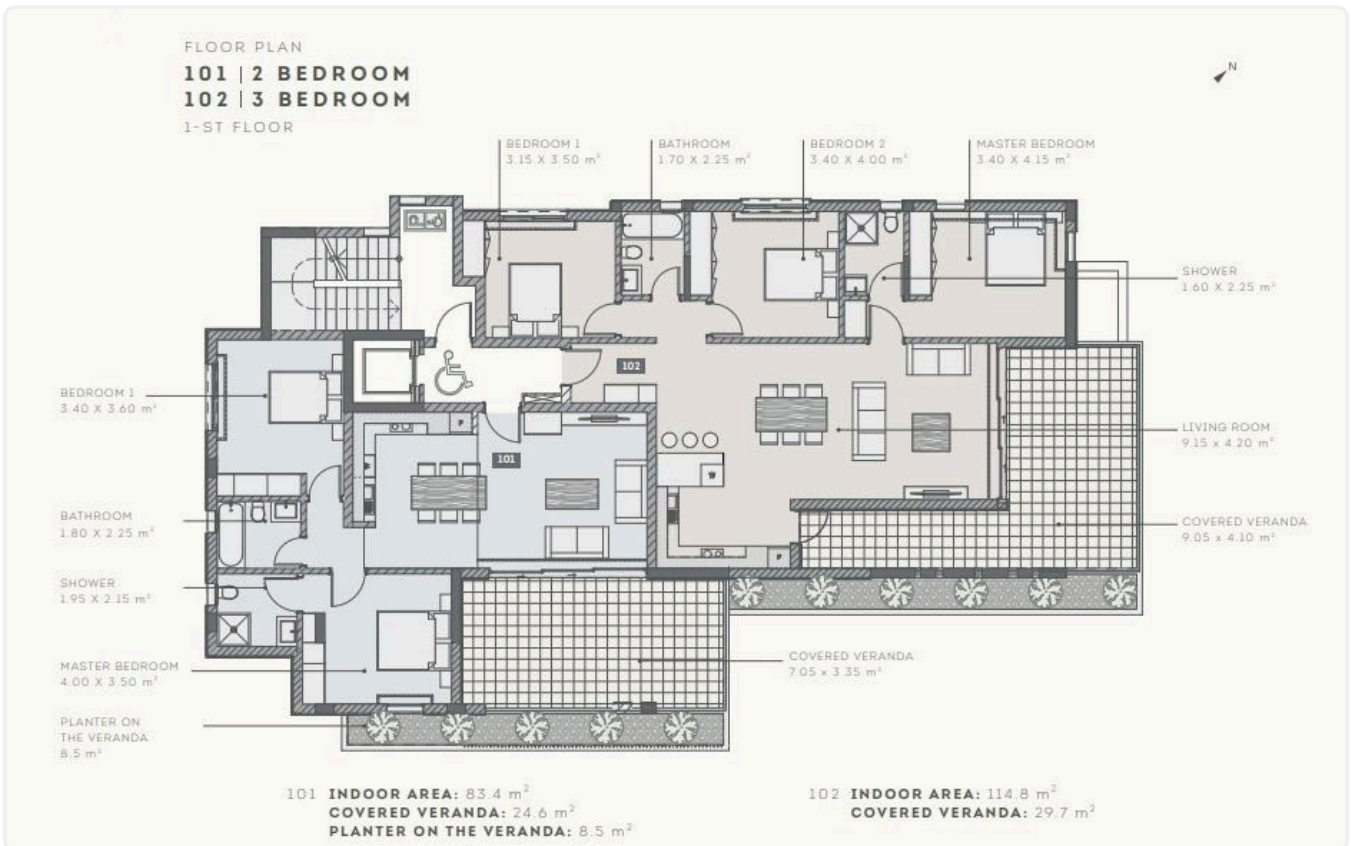 FLOOR PLAN
101 | 2 BEDROOM
102 | 3 BEDROOM
1-ST FLOOR
N
BEDROOM 1
3.15 X 3.50 m²
BATHROOM
1.70 X 2.25 m²
BEDROOM 2
3.40 X 4.00 m²
MASTER BEDROOM
3.40 X 4.15 m²
SHOWER
1.60 X 2.25 m²
102
BEDROOM 1
3.40 X 3.60 m²
LIVING ROOM
9.15 x 4.20 m²
101
BATHROOM
1.80 X 2.25 m²
COVERED VERANDA
9.05 x 4.10 m²
SHOWER
1.95 X 2.15 m²
MASTER BEDROOM
4.00 X 3.50 m²
COVERED VERANDA
7.05 x 3.35 m²
PLANTER ON
THE VERANDA
8.5 m²
101 INDOOR AREA: 83.4 m²
COVERED VERANDA: 24.6 m²
PLANTER ON THE VERANDA: 8.5 m²
102 INDOOR AREA: 114.8 m²
COVERED VERANDA: 29.7 m²